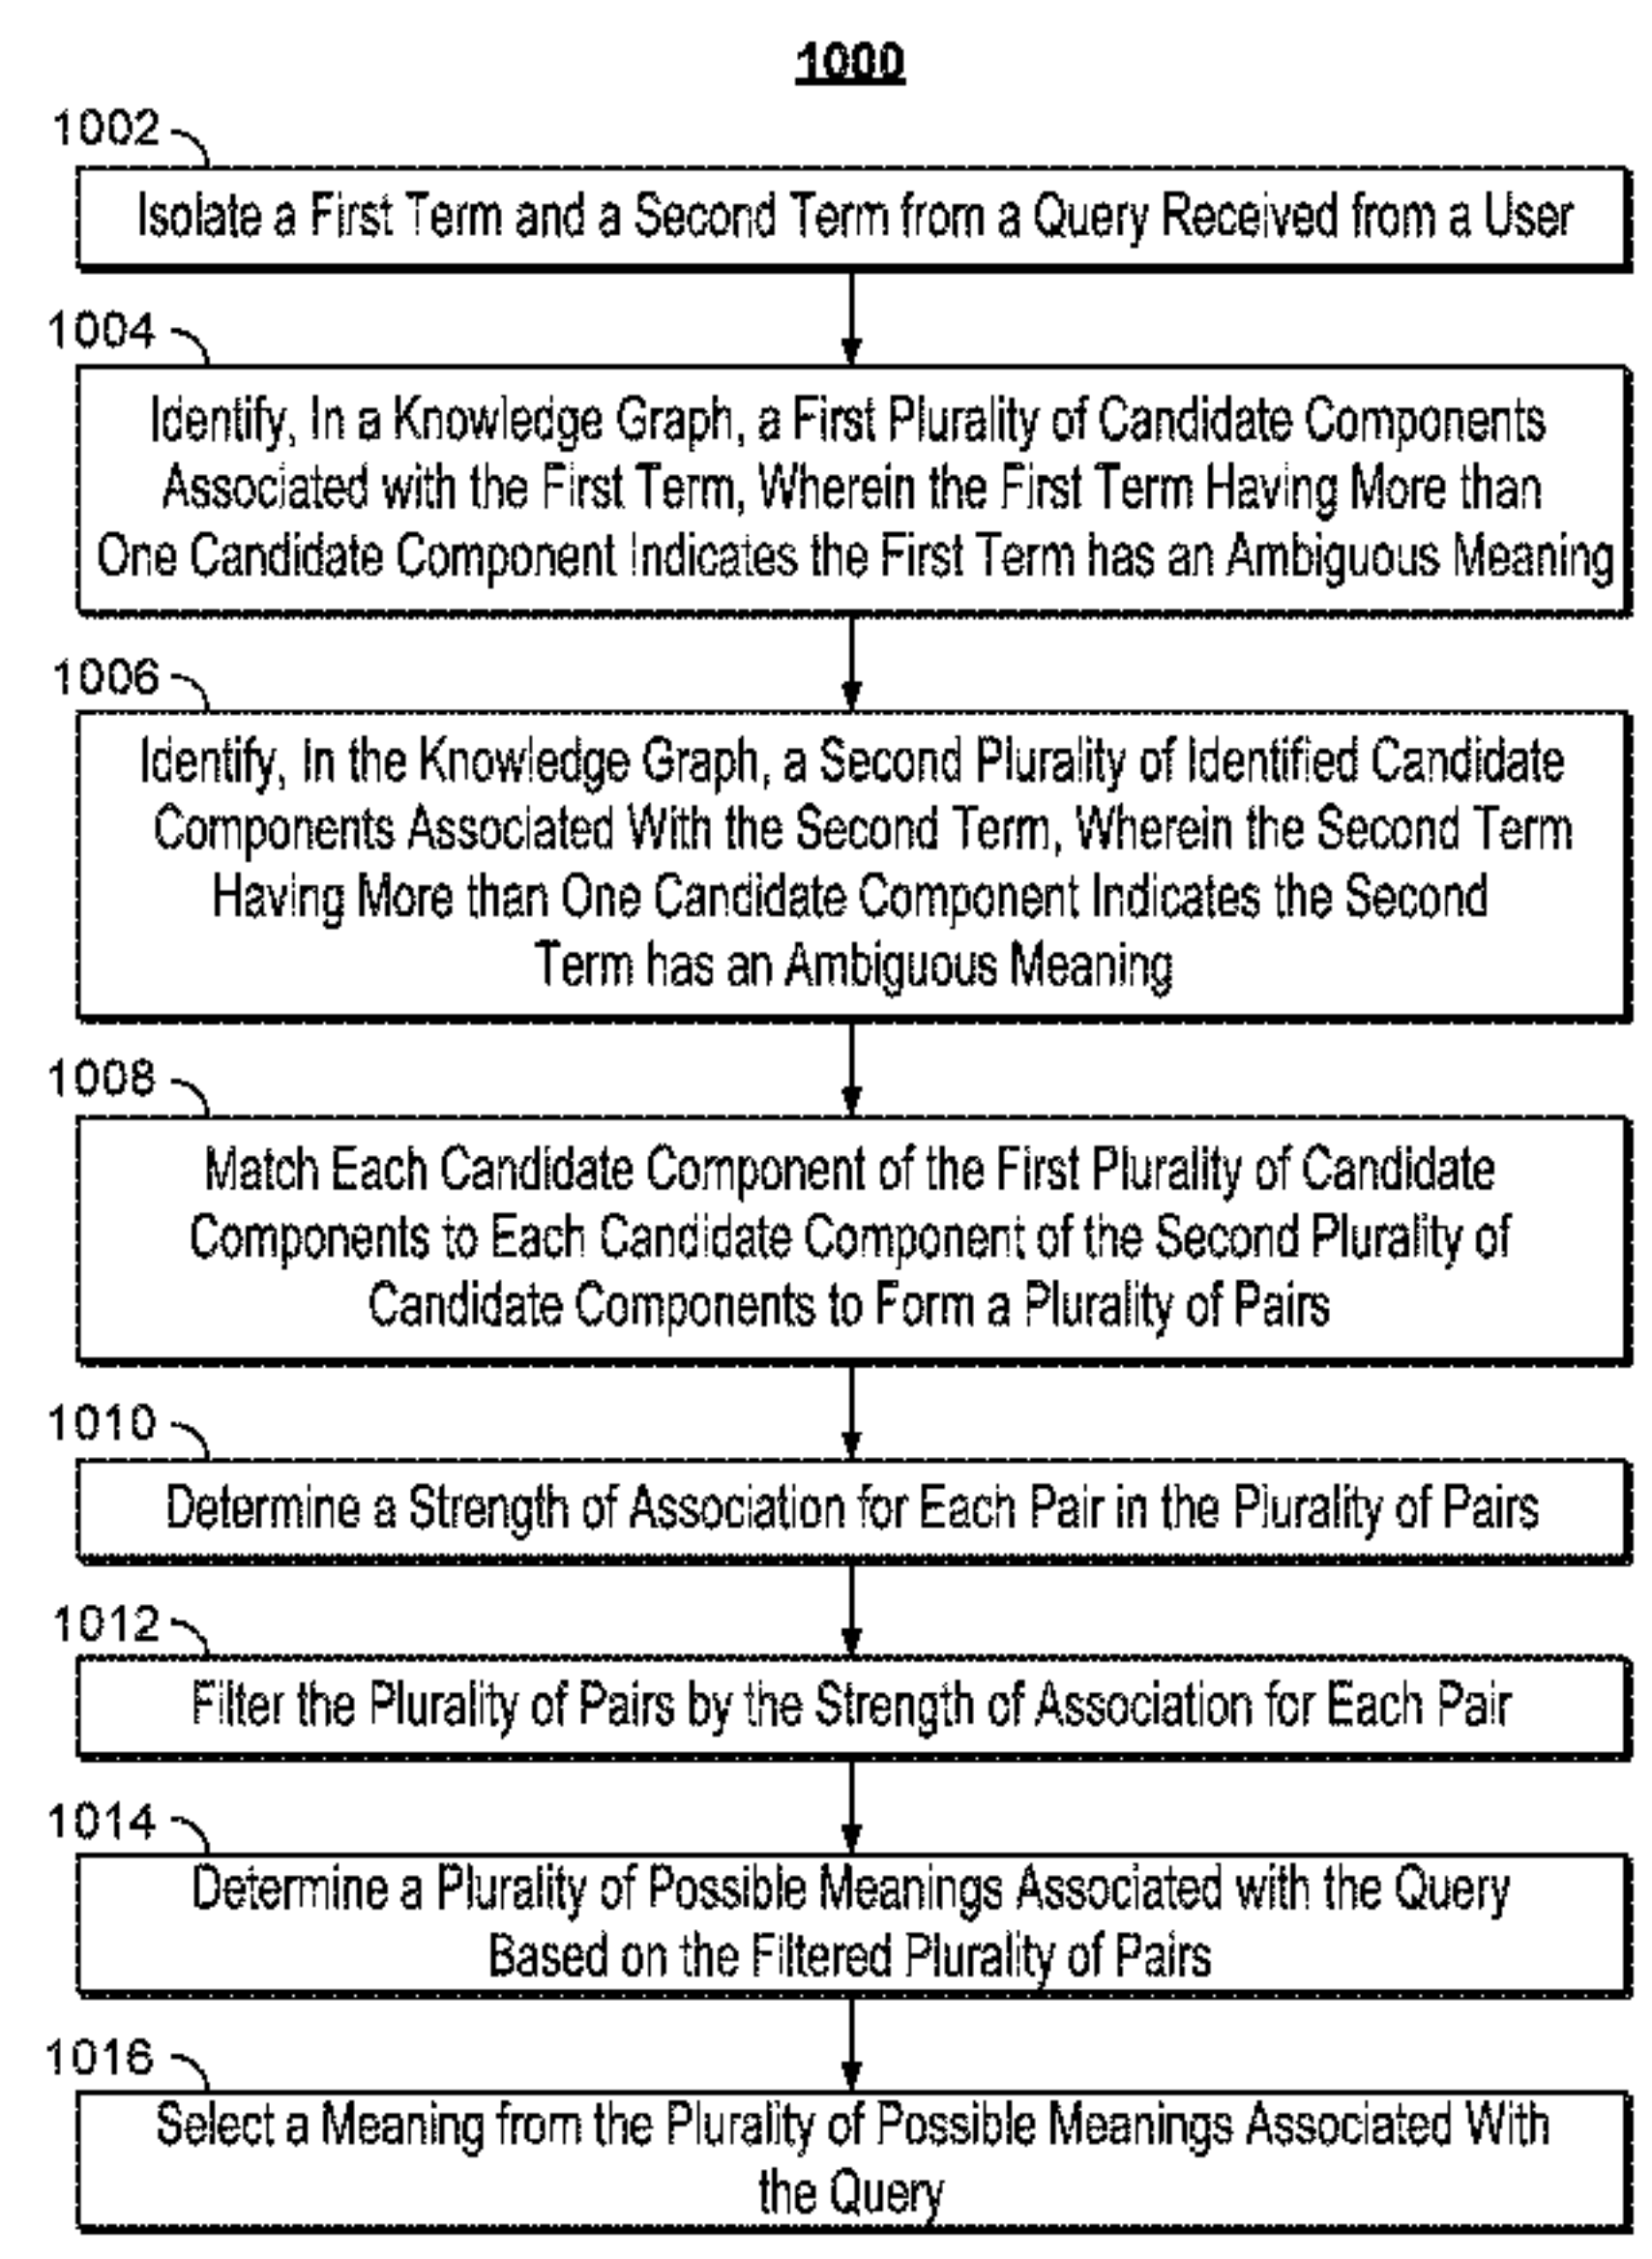 1000
1002
Isolate a First Term and a Second Term from a Query Received from a User
1004
Identify, In a Knowledge Graph, a First Plurality of Candidate Components
Associated with the First Term, Wherein the First Term Having More than
One Candidate Component Indicates the First Term has an Ambiguous Meaning
1006
Identify, In the Knowledge Graph, a Second Plurality of Identified Candidate
Components Associated With the Second Term, Wherein the Second Term
Having More than One Candidate Component Indicates the Second
Term has an Ambiguous Meaning
1008
Match Each Candidate Component of the First Plurality of Candidate
Components to Each Candidate Component of the Second Plurality of
Candidate Components to Form a Plurality of Pairs
1010
Determine a Strength of Association for Each Pair in the Plurality of Pairs
1012
Filter the Plurality of Pairs by the Strength of Association for Each Pair
1014
Determine a Plurality of Possible Meanings Associated with the Query
Based on the Filtered Plurality of Pairs
1016
Select a Meaning from the Plurality of Possible Meanings Associated With
the Query